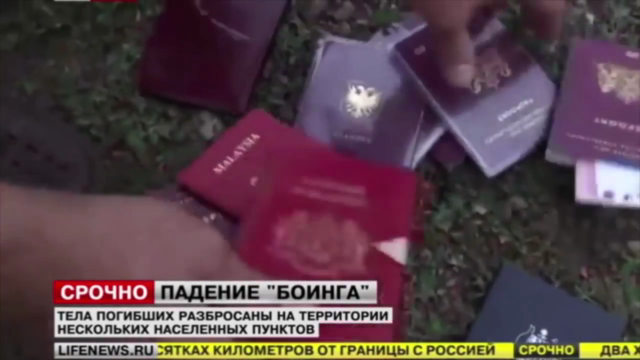 MALAYSIA
СРОЧНО
ПАДЕНИЕ "БОИНГА"
ТЕЛА ПОГИБШИХ РАЗБРОСАНЫ НА ТЕРРИТОРИИ
НЕСКОЛЬКИХ НАСЕЛЕННЫХ ПУНКТОВ
LIFENEWS.RU
СЯТКАХ КИЛОМЕТРОВ ОТ ГРАНИЦЫ С РОССИЕЙ
СРОЧНО
ДВА